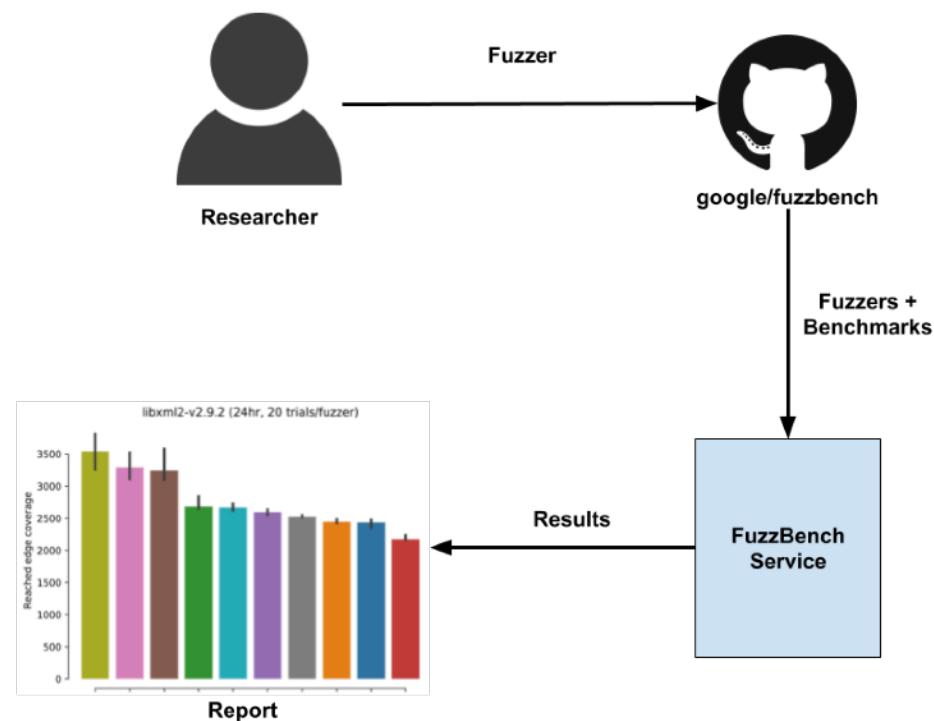 Fuzzer
Researcher
google/fuzzbench
Fuzzers +
Benchmarks
FuzzBench
Service
Results
libxml2-v2.9.2 (24hr, 20 trials/fuzzer)
Reached edge coverage
3500
3000
2500
2000
1500
1000
500
0
Report